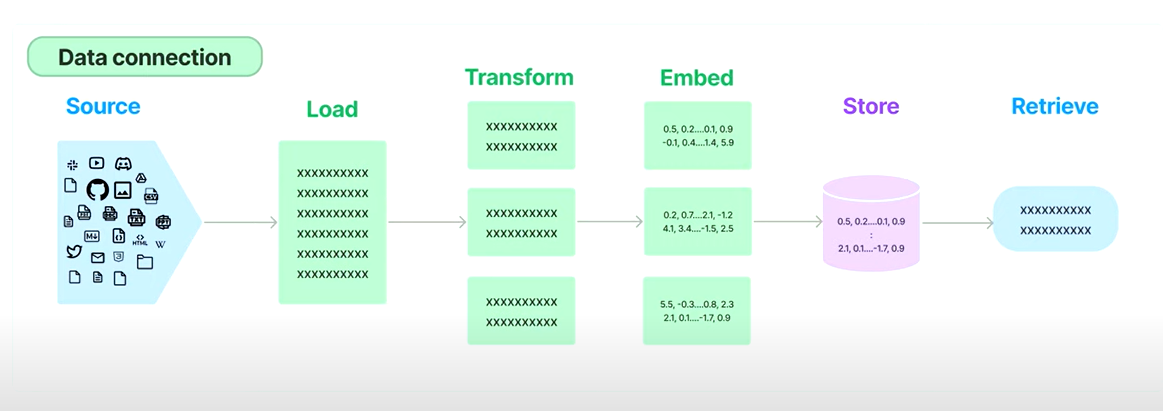 Data connection
Source
Load
Transform
Embed
Store
Retrieve
CSV
M↓
HTML
W
XXXXXXXXXX
XXXXXXXXXX
XXXXXXXXXX
XXXXXXXXXX
XXXXXXXXXX
XXXXXXXXXX
XXXXXXXXXX
XXXXXXXXXX
XXXXXXXXXX
XXXXXXXXXX
XXXXXXXXXX
XXXXXXXXXX
0.5, 0.2....0.1, 0.9
-0.1, 0.4....1.4, 5.9
0.2, 0.7....2.1, -1.2
4.1, 3.4....-1.5, 2.5
5.5, -0.3....0.8, 2.3
2.1, 0.1....-1.7, 0.9
0.5, 0.2....0.1, 0.9
:
2.1, 0.1....-1.7, 0.9
XXXXXXXXXX
XXXXXXXXXX